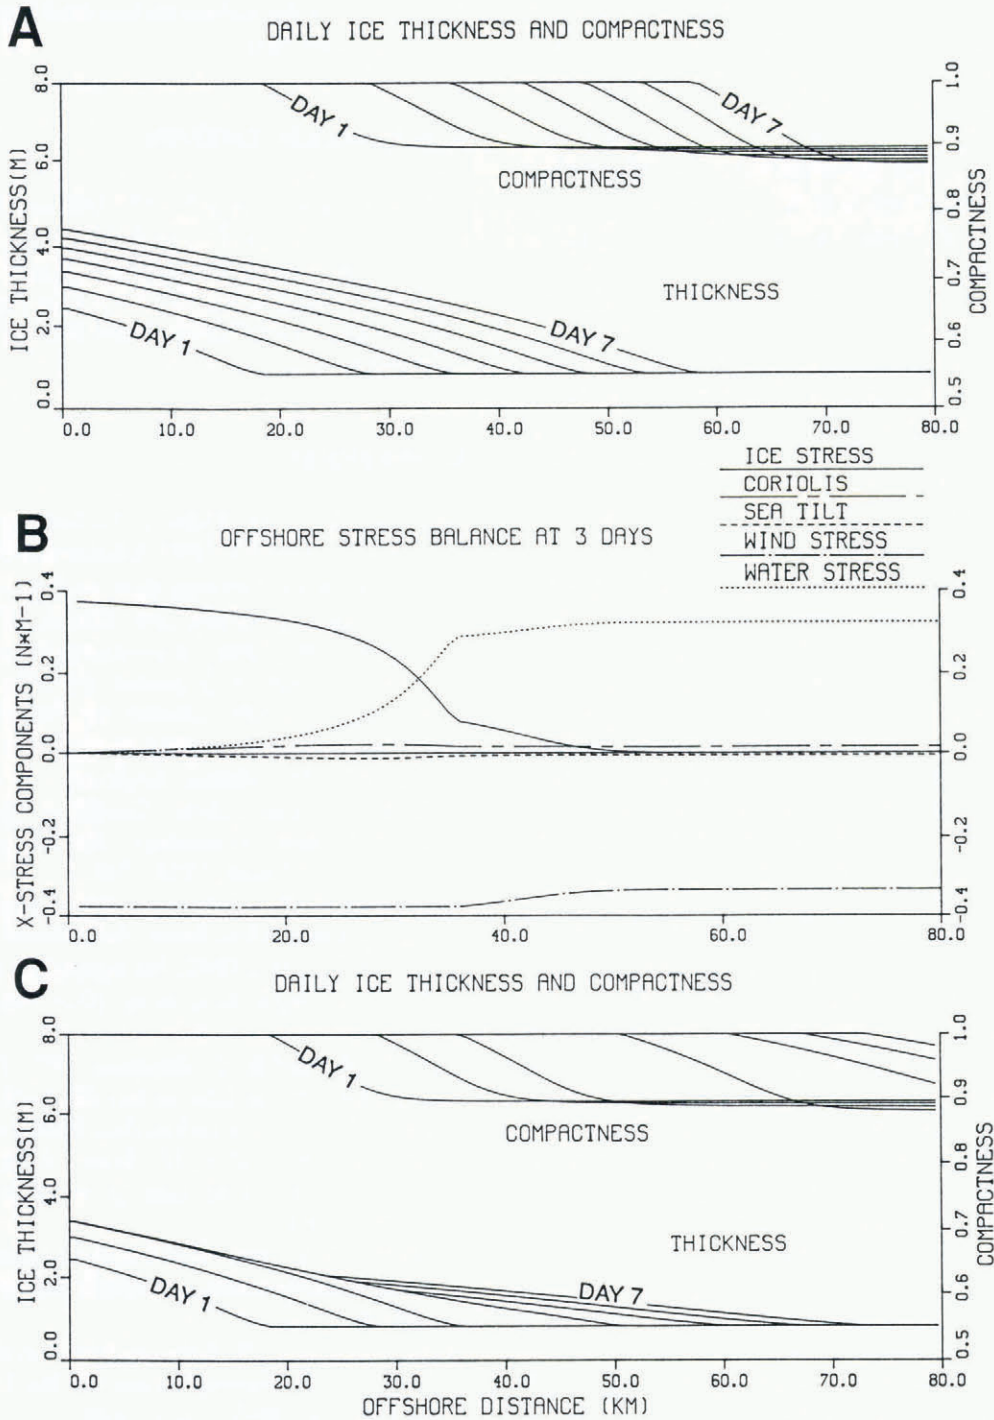 A
DAILY ICE THICKNESS AND COMPACTNESS
ICE THICKNESS(M)
8.0
6.0
4.0
2.0
0.0
DAY 1
DAY 7
COMPACTNESS
THICKNESS
DAY 1
DAY 7
1.0
0.9
0.8
0.7
0.6
0.5
COMPACTNESS
0.0 10.0 20.0 30.0 40.0 50.0 60.0 70.0 80.0
ICE STRESS
CORIOLIS
SEA TILT
WIND STRESS
WATER STRESS
B
OFFSHORE STRESS BALANCE AT 3 DAYS
X-STRESS COMPONENTS (N*M-1)
0.4
0.2
0.0
-0.2
-0.4
0.4
0.2
0.0
-0.2
-0.4
0.0 20.0 40.0 60.0 80.0
C
DAILY ICE THICKNESS AND COMPACTNESS
ICE THICKNESS(M)
8.0
6.0
4.0
2.0
0.0
DAY 1
COMPACTNESS
THICKNESS
DAY 1
DAY 7
1.0
0.9
0.8
0.7
0.6
0.5
COMPACTNESS
0.0 10.0 20.0 30.0 40.0 50.0 60.0 70.0 80.0
OFFSHORE DISTANCE (KM)